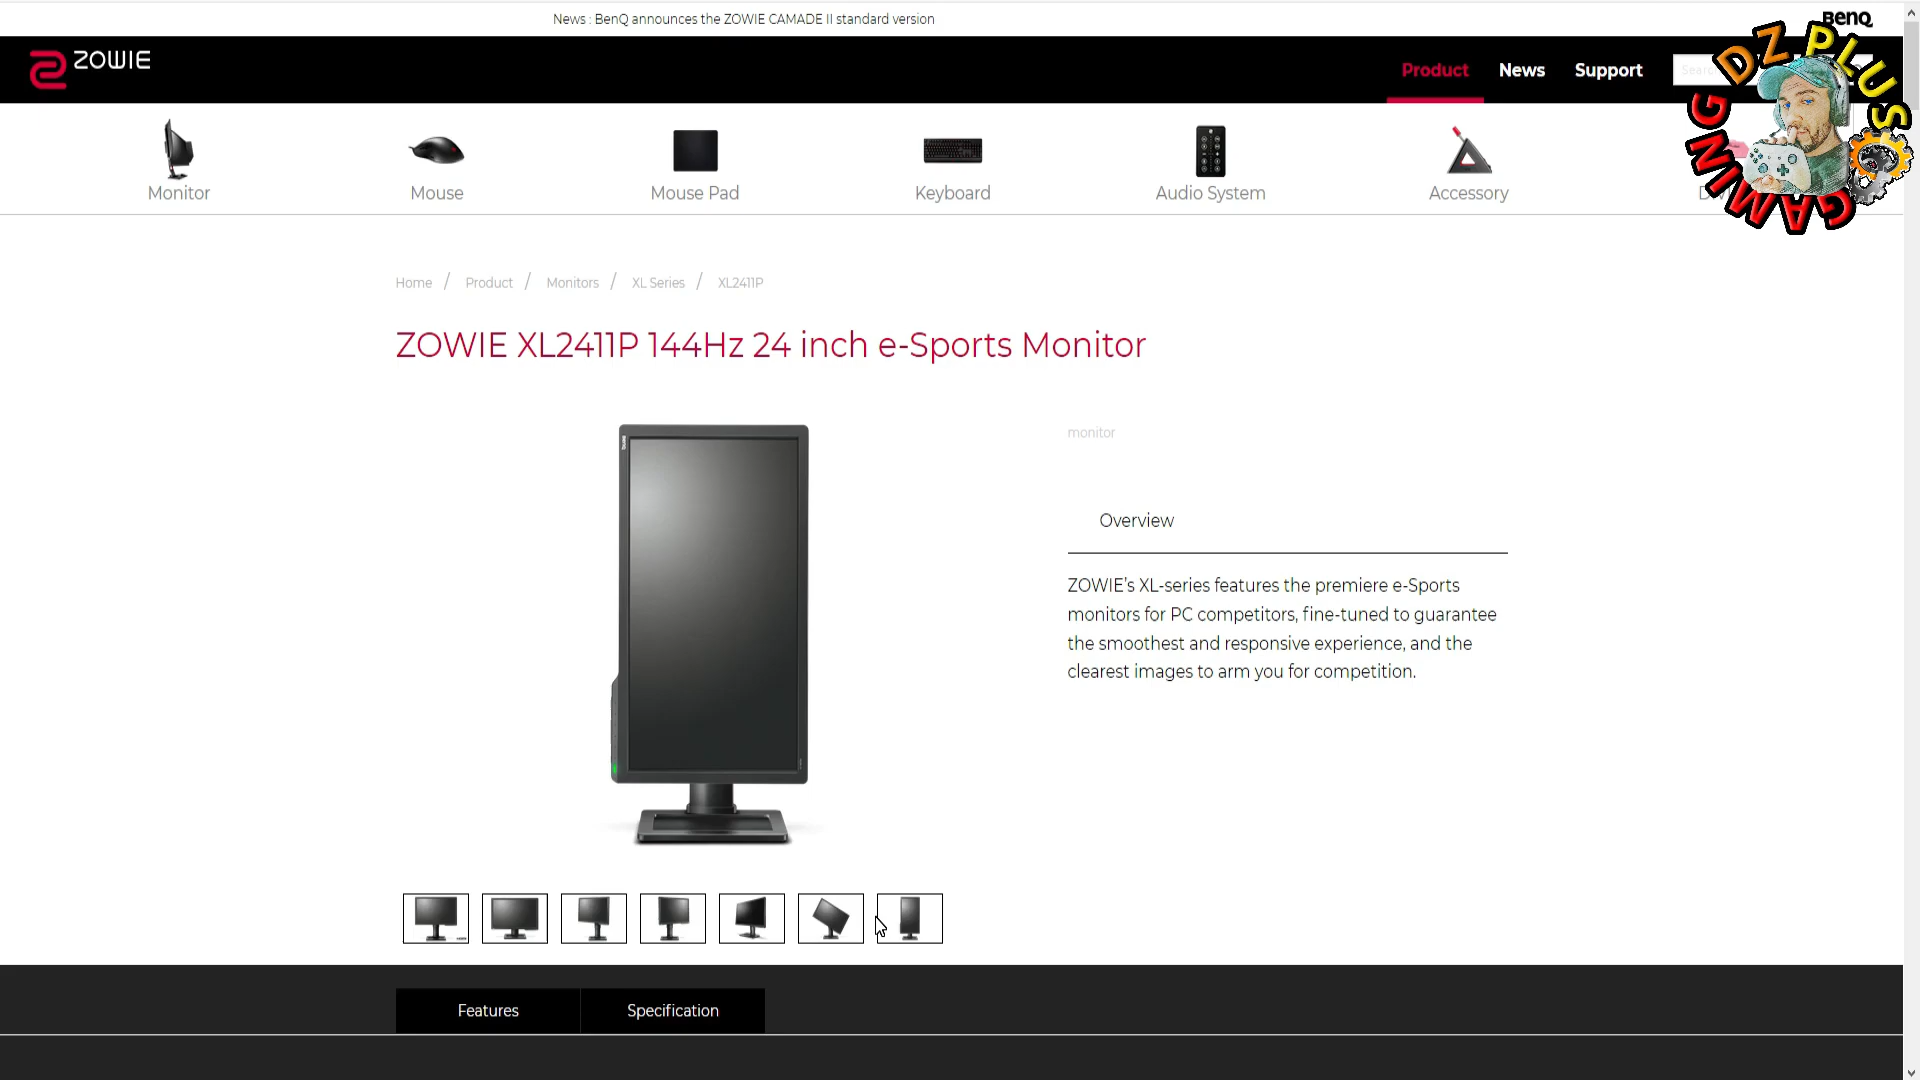 News : BenQ announces the ZOWIE CAMADE II standard version
BenQ
ZOWIE
Product
News
Support
GAMING DZ PLUS
Monitor
Mouse
Mouse Pad
Keyboard
Audio System
Accessory
Home / Product / Monitors / XL Series / XL2411P
ZOWIE XL2411P 144Hz 24 inch e-Sports Monitor
monitor
Overview
ZOWIE’s XL-series features the premiere e-Sports
monitors for PC competitors, fine-tuned to guarantee
the smoothest and responsive experience, and the
clearest images to arm you for competition.
Features
Specification